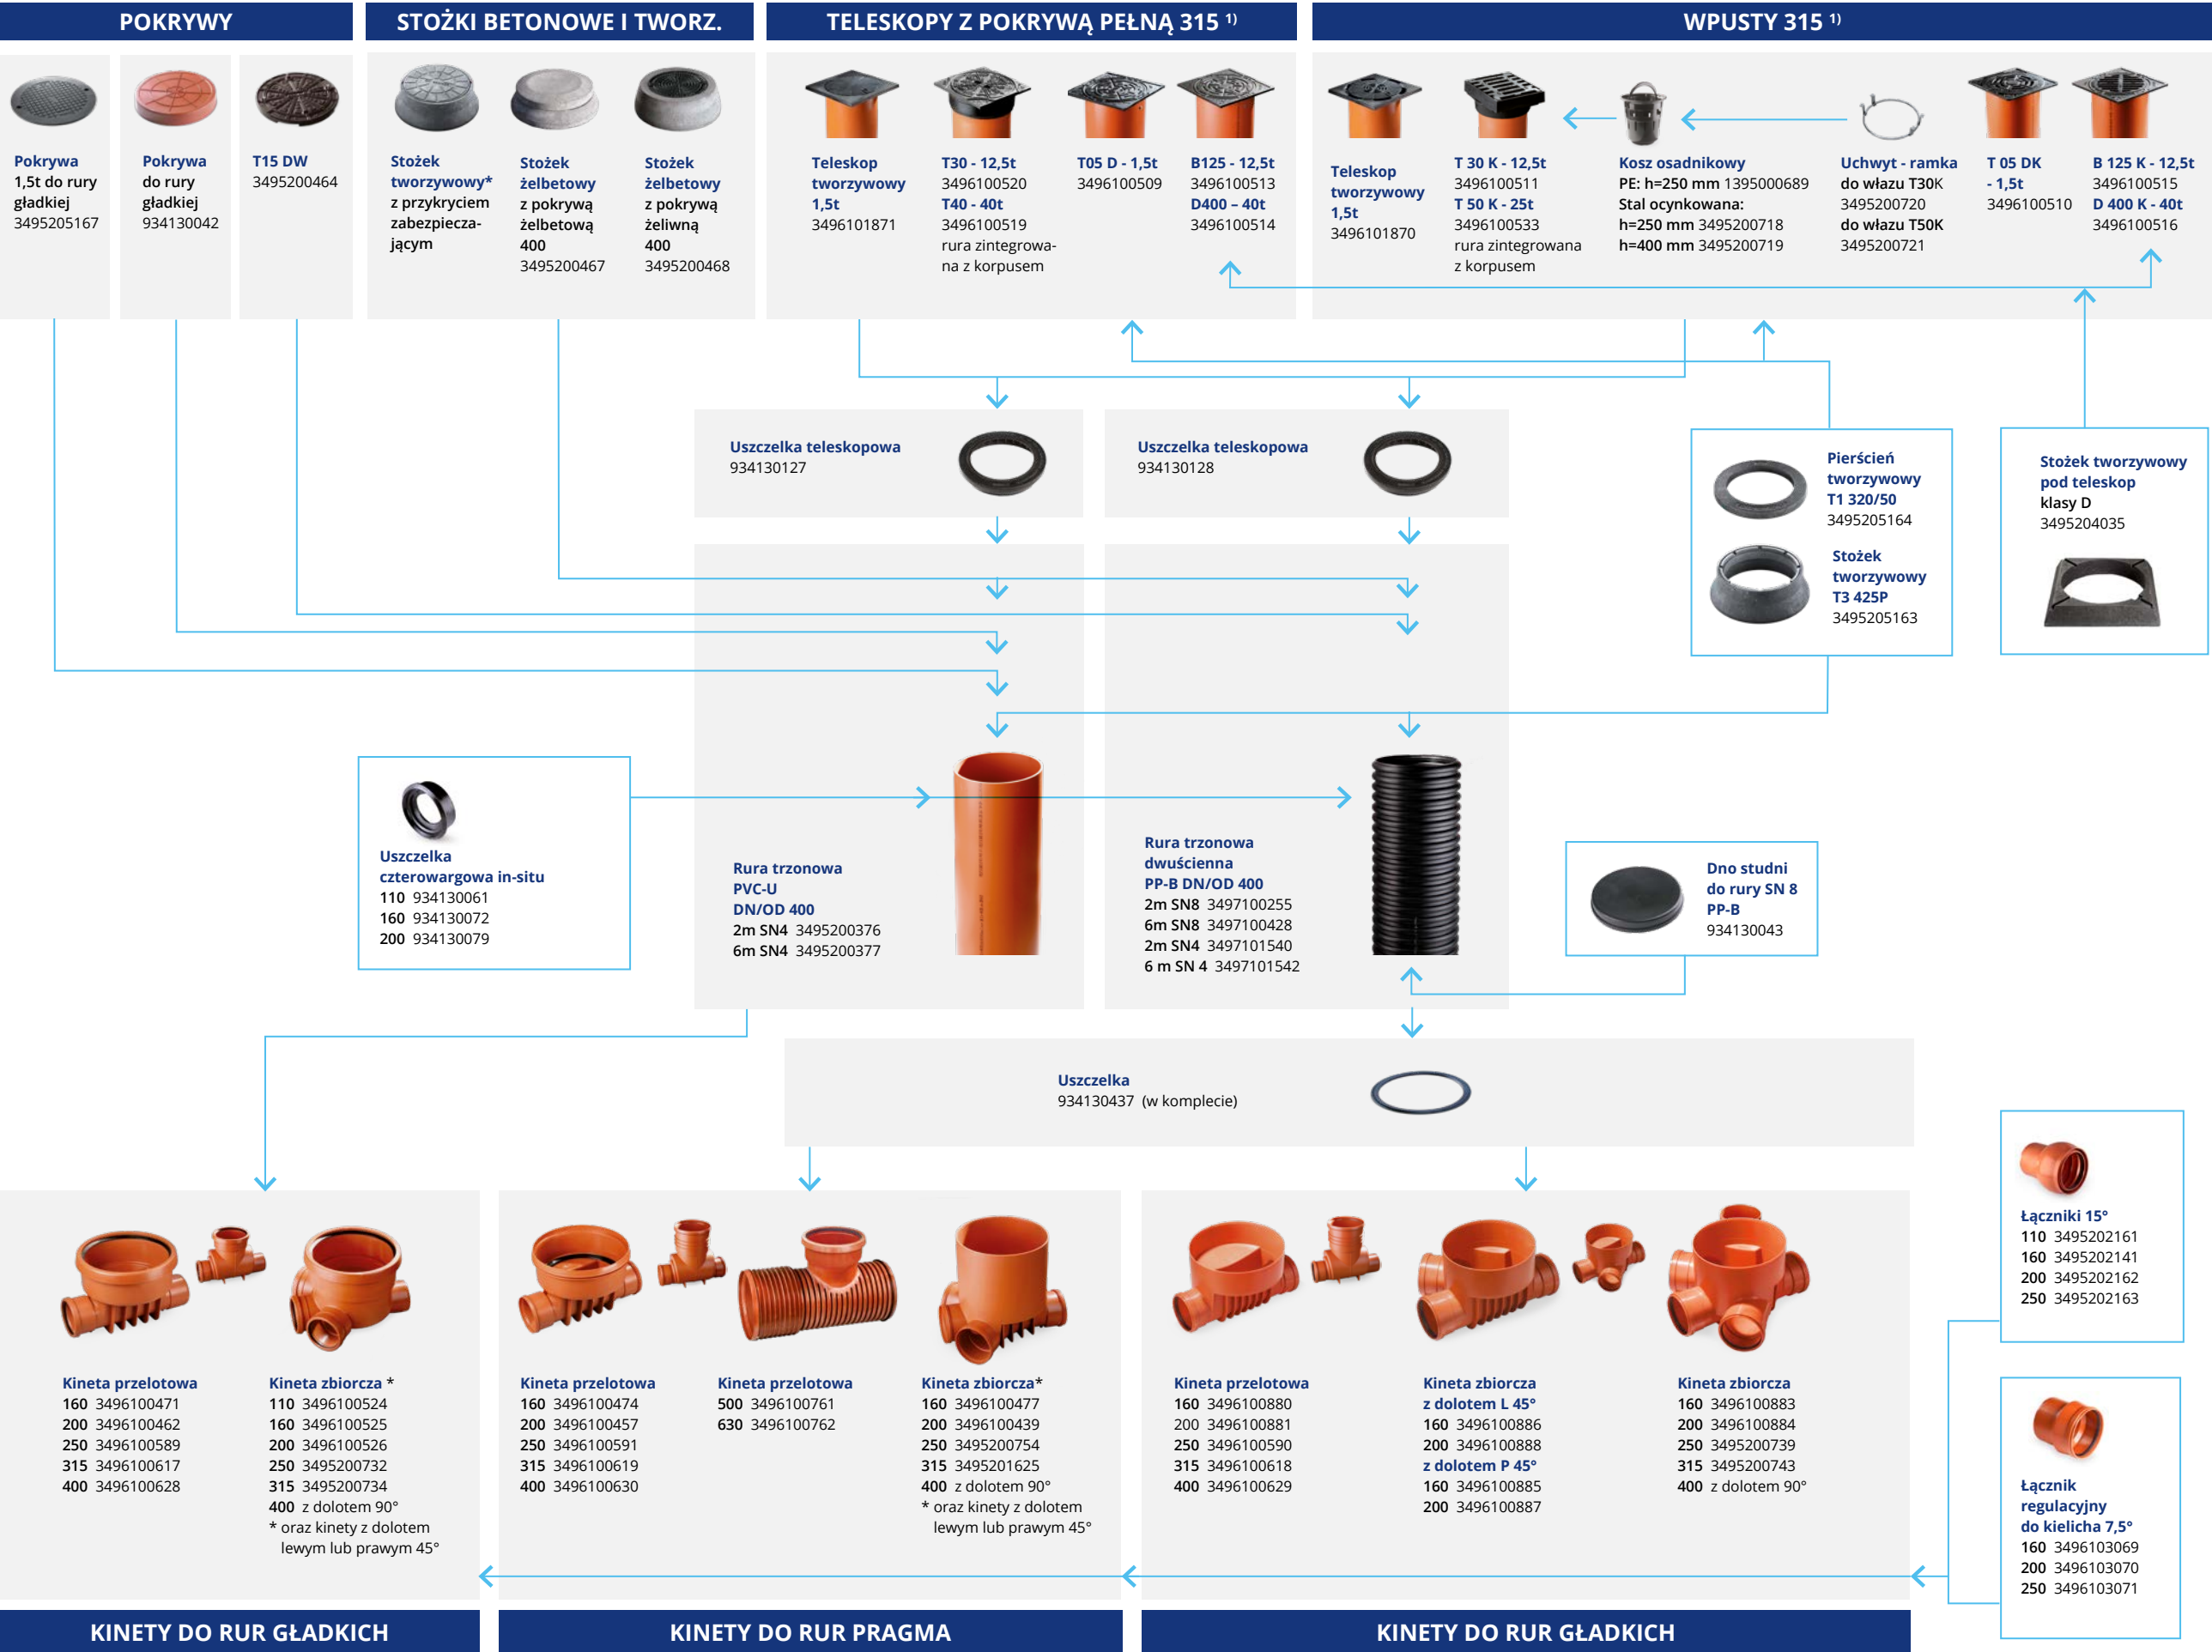 POKRYWY
STOŻKI BETONOWE I TWORZ.
TELESKOPY Z POKRYWĄ PEŁNĄ 315 1)
WPUSTY 315 1)
Pokrywa
1,5t do rury
gładkiej
3495205167
Pokrywa
do rury
gładkiej
934130042
T15 DW
3495200464
Stożek
tworzywowy*
z przykryciem
zabezpiecza-
jącym
Stożek
żelbetowy
z pokrywą
żelbetową
400
3495200467
Stożek
żelbetowy
z pokrywą
żeliwną
400
3495200468
Teleskop
tworzywowy
1,5t
3496101871
T30 - 12,5t
3496100520
T40 - 40t
3496100519
rura zintegrowa-
na z korpusem
T05 D - 1,5t
3496100509
B125 - 12,5t
3496100513
D400 – 40t
3496100514
Teleskop
tworzywowy
1,5t
3496101870
T 30 K - 12,5t
3496100511
T 50 K - 25t
3496100533
rura zintegrowana
z korpusem
Kosz osadnikowy
PE: h=250 mm 1395000689
Stal ocynkowana:
h=250 mm 3495200718
h=400 mm 3495200719
Uchwyt - ramka
do włazu T30K
3495200720
do włazu T50K
3495200721
T 05 DK
- 1,5t
3496100510
B 125 K - 12,5t
3496100515
D 400 K - 40t
3496100516
Uszczelka teleskopowa
934130127
Uszczelka teleskopowa
934130128
Pierścień
tworzywowy
T1 320/50
3495205164
Stożek
tworzywowy
T3 425P
3495205163
Stożek tworzywowy
pod teleskop
klasy D
3495204035
Uszczelka
czterowargowa in-situ
110 934130061
160 934130072
200 934130079
Rura trzonowa
PVC-U
DN/OD 400
2m SN4 3495200376
6m SN4 3495200377
Rura trzonowa
dwuścienna
PP-B DN/OD 400
2m SN8 3497100255
6m SN8 3497100428
2m SN4 3497101540
6 m SN 4 3497101542
Dno studni
do rury SN 8
PP-B
934130043
Uszczelka
934130437 (w komplecie)
Kineta przelotowa
160 3496100471
200 3496100462
250 3496100589
315 3496100617
400 3496100628
Kineta zbiorcza *
110 3496100524
160 3496100525
200 3496100526
250 3495200732
315 3495200734
400 z dolotem 90°
* oraz kinety z dolotem
lewym lub prawym 45°
Kineta przelotowa
160 3496100474
200 3496100457
250 3496100591
315 3496100619
400 3496100630
Kineta przelotowa
500 3496100761
630 3496100762
Kineta zbiorcza*
160 3496100477
200 3496100439
250 3495200754
315 3495201625
400 z dolotem 90°
* oraz kinety z dolotem
lewym lub prawym 45°
Kineta przelotowa
160 3496100880
200 3496100881
250 3496100590
315 3496100618
400 3496100629
Kineta zbiorcza
z dolotem L 45°
160 3496100886
200 3496100888
z dolotem P 45°
160 3496100885
200 3496100887
Kineta zbiorcza
160 3496100883
200 3496100884
250 3495200739
315 3495200743
400 z dolotem 90°
Łączniki 15°
110 3495202161
160 3495202141
200 3495202162
250 3495202163
Łącznik
regulacyjny
do kielicha 7,5°
160 3496103069
200 3496103070
250 3496103071
KINETY DO RUR GŁADKICH
KINETY DO RUR PRAGMA
KINETY DO RUR GŁADKICH